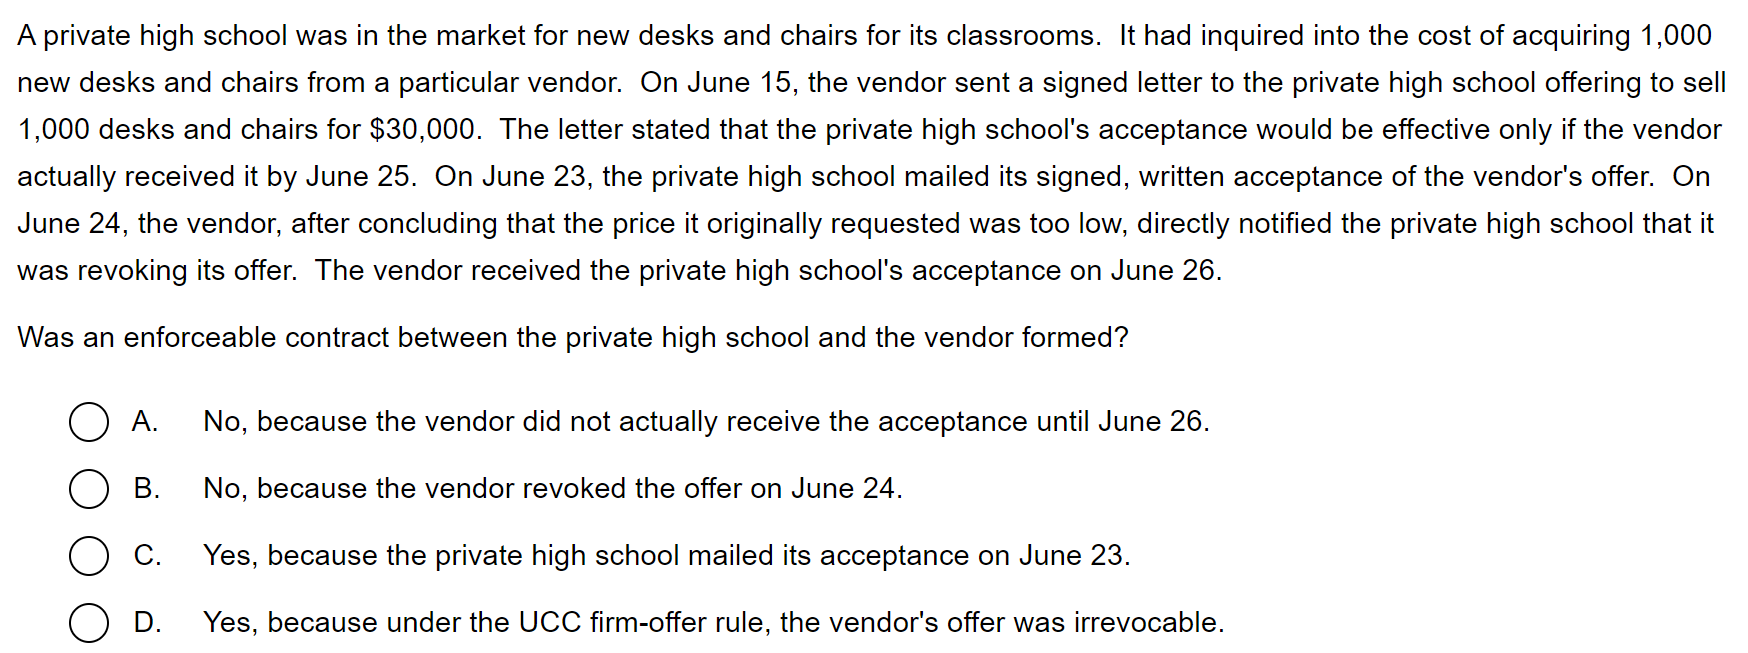 A private high school was in the market for new desks and chairs for its classrooms.  It had inquired into the cost of acquiring 1,000
new desks and chairs from a particular vendor.  On June 15, the vendor sent a signed letter to the private high school offering to sell
1,000 desks and chairs for $30,000.  The letter stated that the private high school's acceptance would be effective only if the vendor
actually received it by June 25.  On June 23, the private high school mailed its signed, written acceptance of the vendor's offer.  On
June 24, the vendor, after concluding that the price it originally requested was too low, directly notified the private high school that it
was revoking its offer.  The vendor received the private high school's acceptance on June 26.
Was an enforceable contract between the private high school and the vendor formed?
A. No, because the vendor did not actually receive the acceptance until June 26.
B. No, because the vendor revoked the offer on June 24.
C. Yes, because the private high school mailed its acceptance on June 23.
D. Yes, because under the UCC firm-offer rule, the vendor's offer was irrevocable.